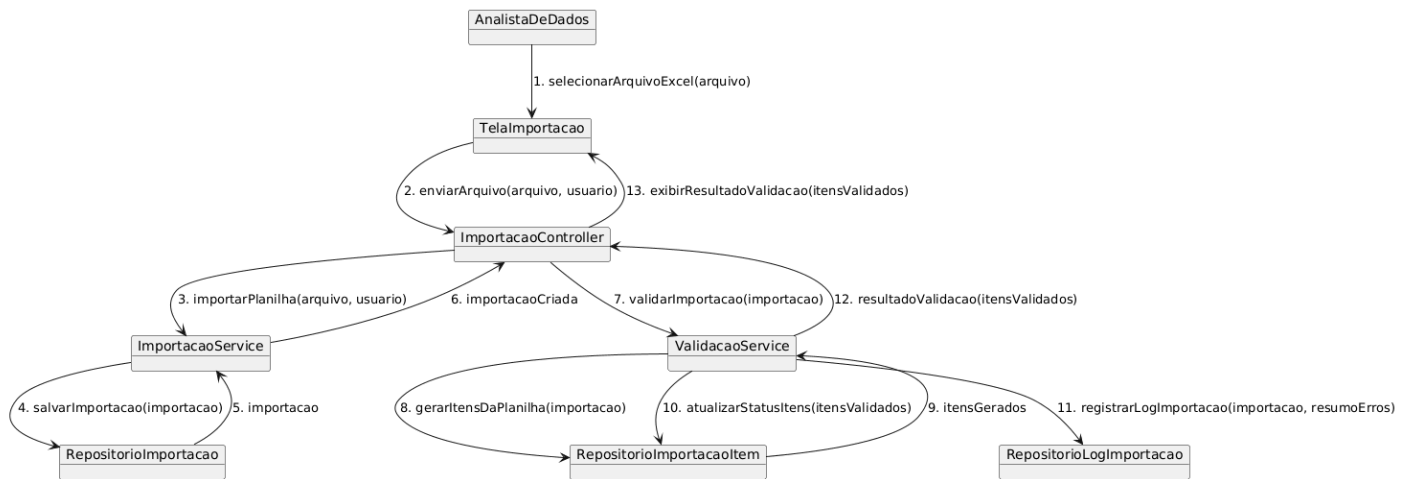 AnalistaDeDados
1. selecionarArquivoExcel(arquivo)
TelaImportacao
2. enviarArquivo(arquivo, usuario)
13. exibirResultadoValidacao(itensValidados)
ImportacaoController
3. importarPlanilha(arquivo, usuario)
6. importacaoCriada
7. validarImportacao(importacao)
12. resultadoValidacao(itensValidados)
ImportacaoService
ValidacaoService
4. salvarImportacao(importacao)
5. importacao
8. gerarItensDaPlanilha(importacao)
10. atualizarStatusItens(itensValidados)
9. itensGerados
11. registrarLogImportacao(importacao, resumoErros)
RepositorioImportacao
RepositorioImportacaoItem
RepositorioLogImportacao